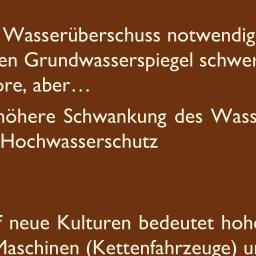 Wasserüberschuss notwendig
en Grundwasserspiegel schwer
ore, aber…
höhere Schwankung des Wass
Hochwasserschutz
f neue Kulturen bedeutet hohe
Maschinen (Kettenfahrzeuge) u